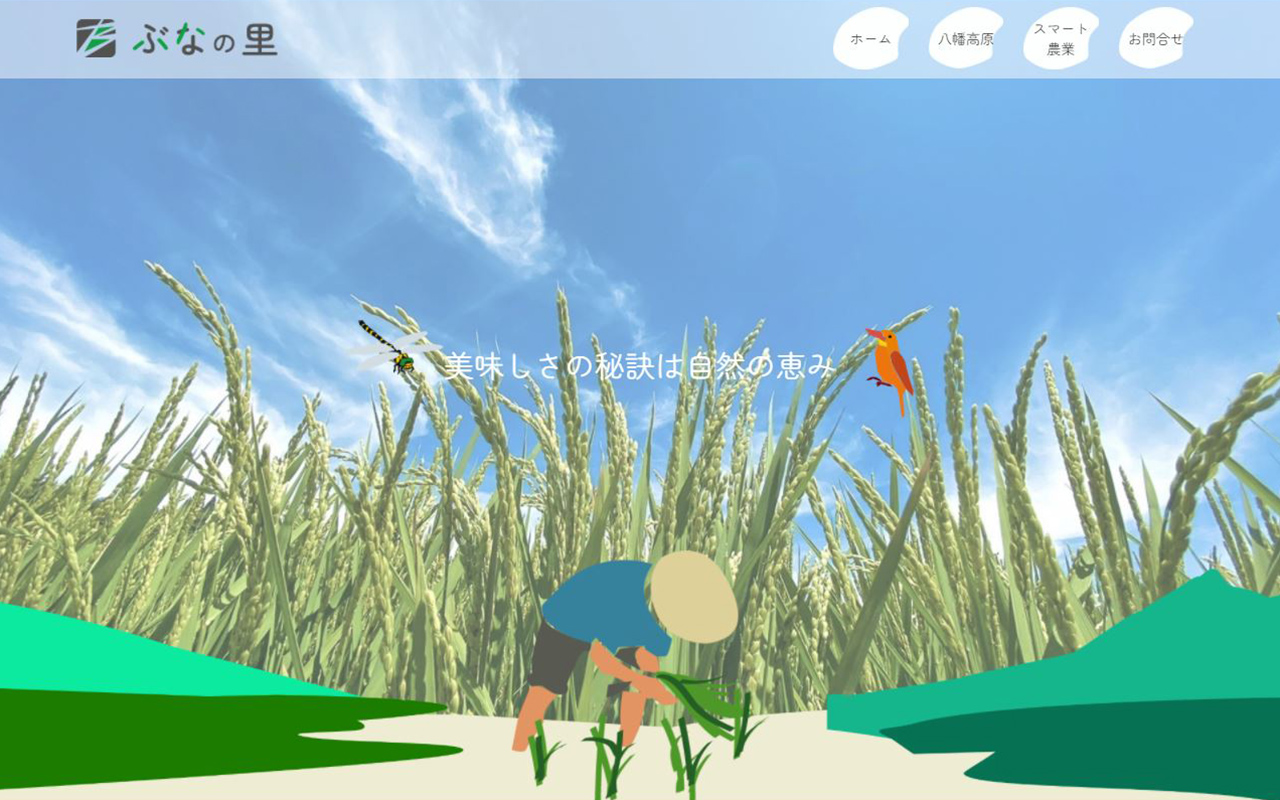 ぶなの里
ホーム
八幡高原
スマート
農業
お問合せ
美味しさの秘訣は自然の恵み